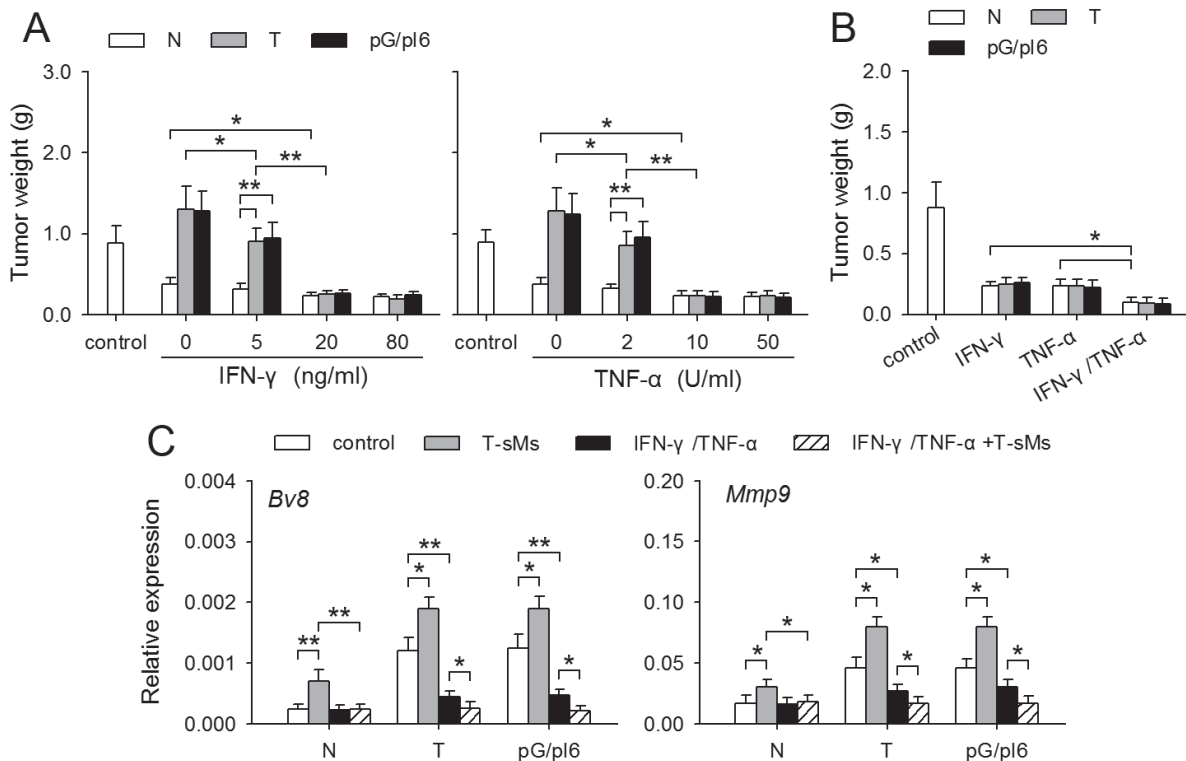 A
N T pG/pI6
Tumor weight (g)
3.0
2.0
1.0
0.0
* * ** **
control 0 5 20 80
IFN-γ (ng/ml)
* * ** **
control 0 2 10 50
TNF-α (U/ml)
B
N T
pG/pI6
Tumor weight (g)
2.0
1.5
1.0
0.5
0.0
*
control IFN-γ TNF-α IFN-γ /TNF-α
C
control T-sMs IFN-γ /TNF-α IFN-γ /TNF-α +T-sMs
Relative expression
Bv8
0.004
0.003
0.002
0.001
0.000
** ** ** * * ** * *
N T pG/pI6
Mmp9
0.20
0.15
0.10
0.05
0.00
* * * * * * * *
N T pG/pI6